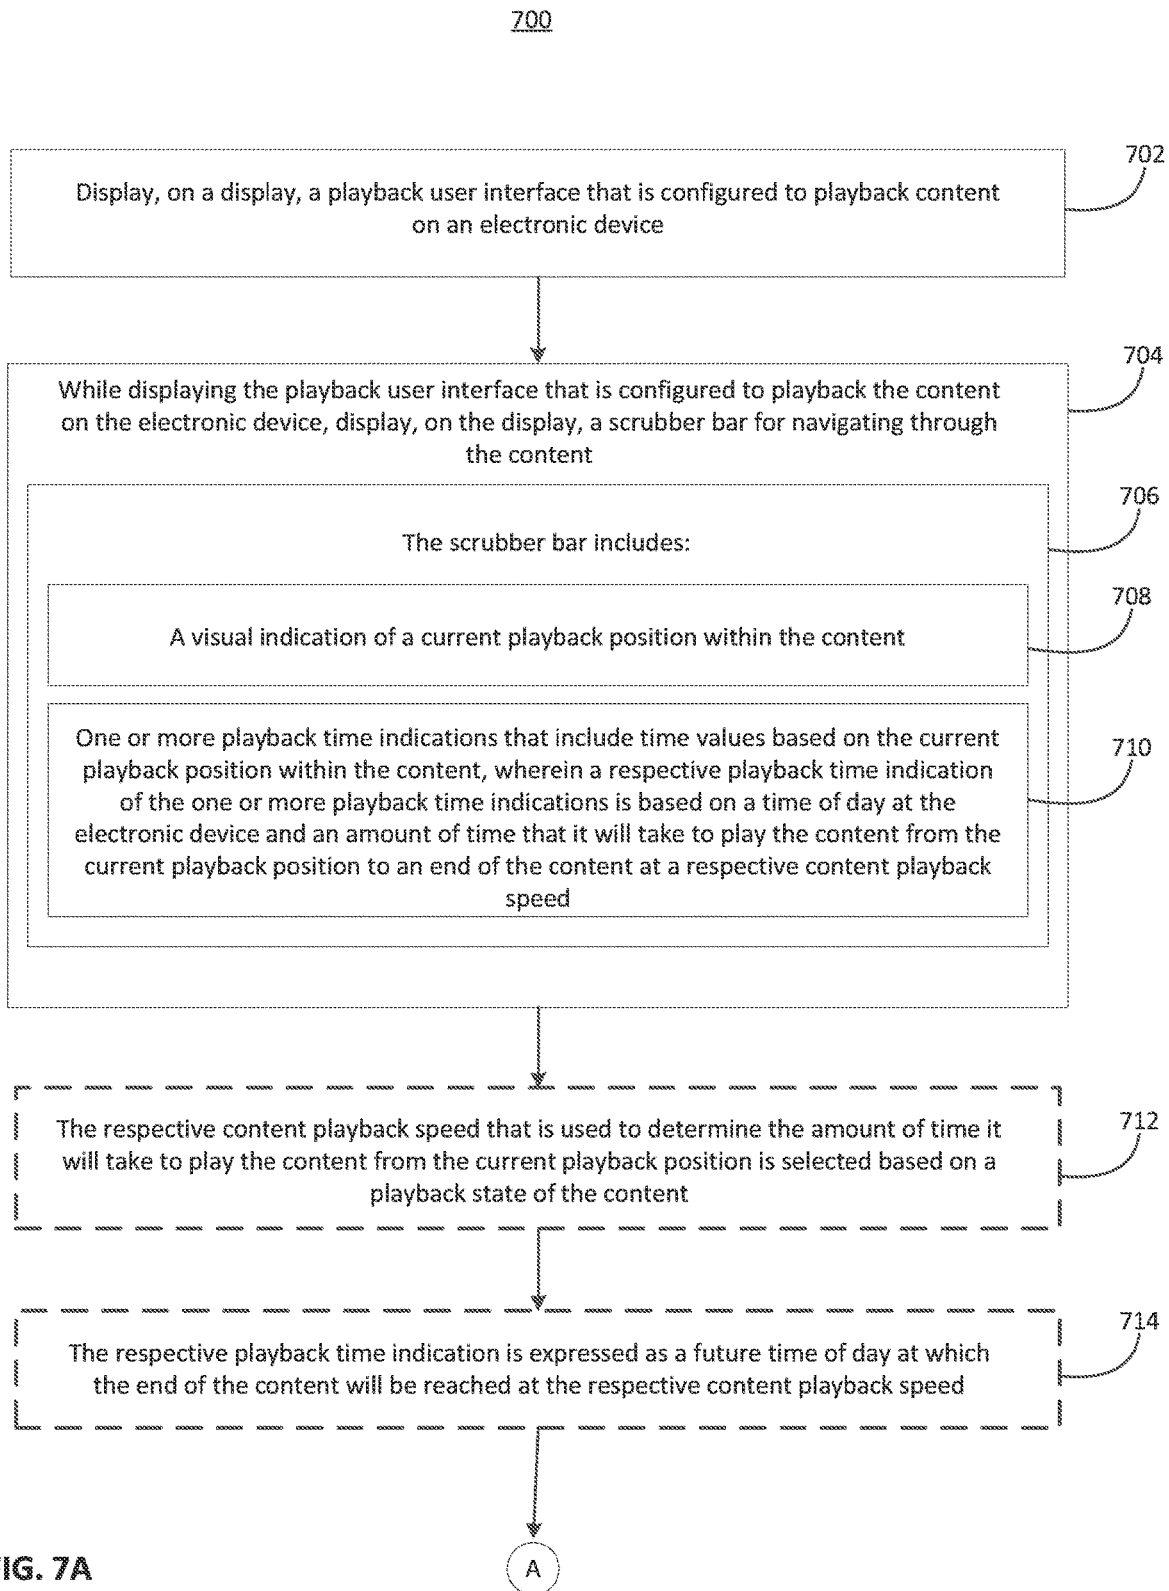 700
702
Display, on a display, a playback user interface that is configured to playback content
on an electronic device
704
While displaying the playback user interface that is configured to playback the content
on the electronic device, display, on the display, a scrubber bar for navigating through
the content
706
The scrubber bar includes:
708
A visual indication of a current playback position within the content
710
One or more playback time indications that include time values based on the current
playback position within the content, wherein a respective playback time indication
of the one or more playback time indications is based on a time of day at the
electronic device and an amount of time that it will take to play the content from the
current playback position to an end of the content at a respective content playback
speed
712
The respective content playback speed that is used to determine the amount of time it
will take to play the content from the current playback position is selected based on a
playback state of the content
714
The respective playback time indication is expressed as a future time of day at which
the end of the content will be reached at the respective content playback speed
A
IG. 7A